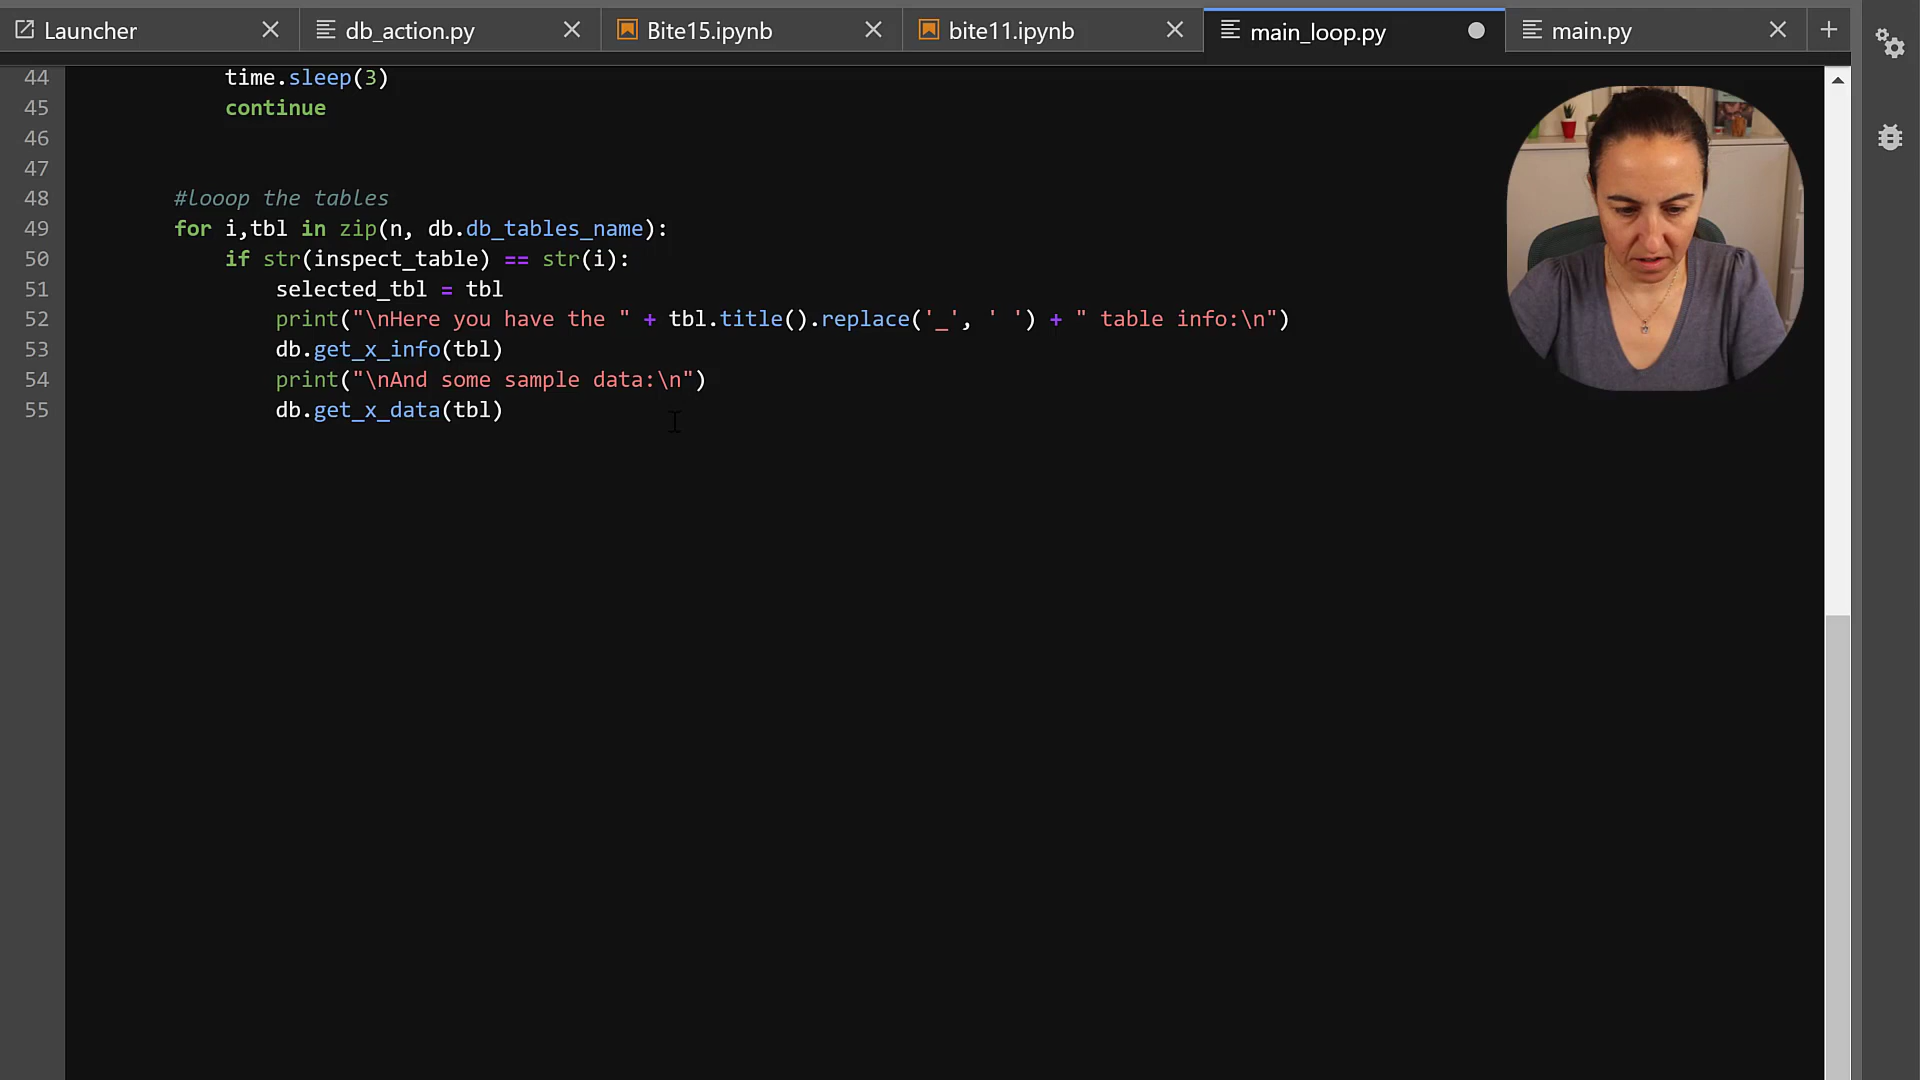 Launcher
db_action.py
Bite15.ipynb
bite11.ipynb
main_loop.py
main.py
44 time.sleep(3)
45 continue
46
47
48 #looop the tables
49 for i,tbl in zip(n, db.db_tables_name):
50 if str(inspect_table) == str(i):
51 selected_tbl = tbl
52 print("\nHere you have the " + tbl.title().replace('_', ' ') + " table info:\n")
53 db.get_x_info(tbl)
54 print("\nAnd some sample data:\n")
55 db.get_x_data(tbl)